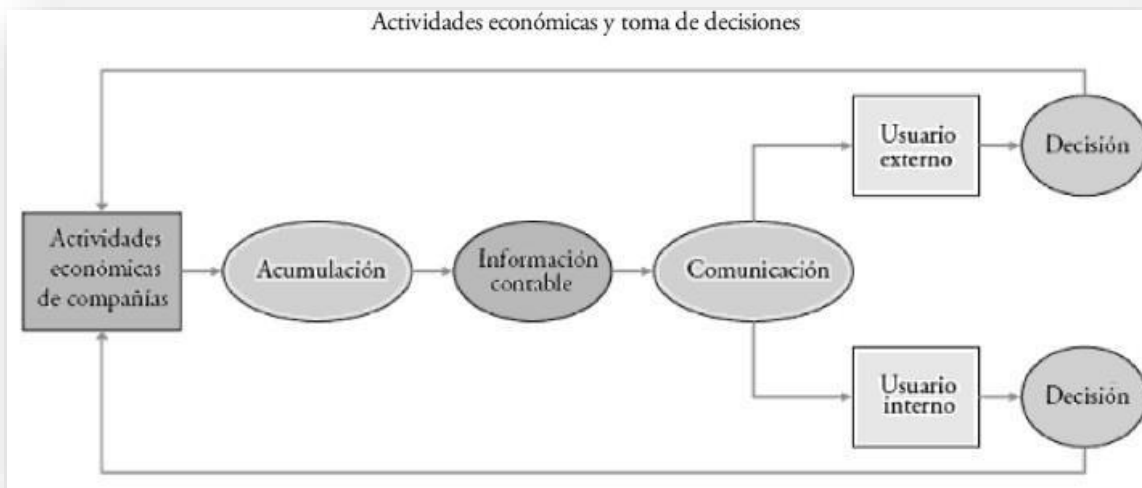 Actividades económicas y toma de decisiones
Usuario
externo
Decisión
Actividades
económicas
de compañías
Acumulación
Información
contable
Comunicación
Usuario
interno
Decisión